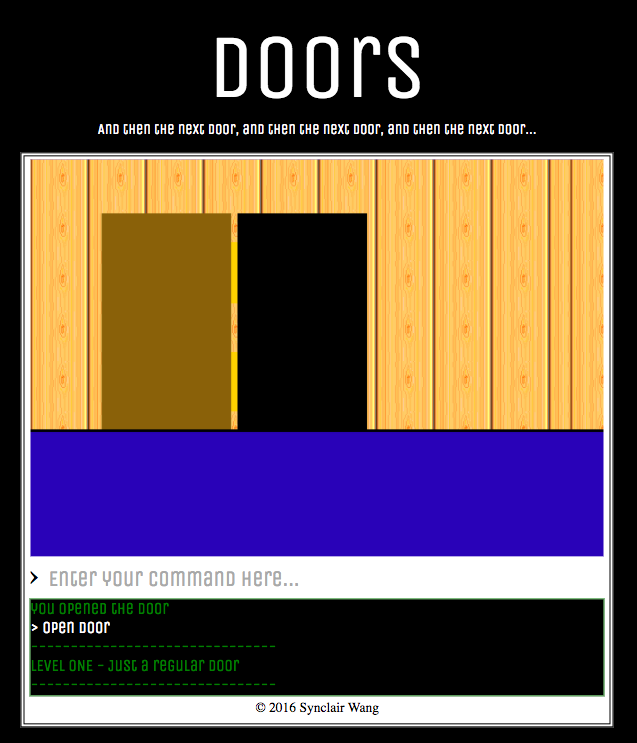 Doors
And then the next door, and then the next door, and then the next door...
> Enter your command here...
You opened the door
> open door
-------------------------------
LEVEL ONE - Just a regular door
-------------------------------
© 2016 Synclair Wang